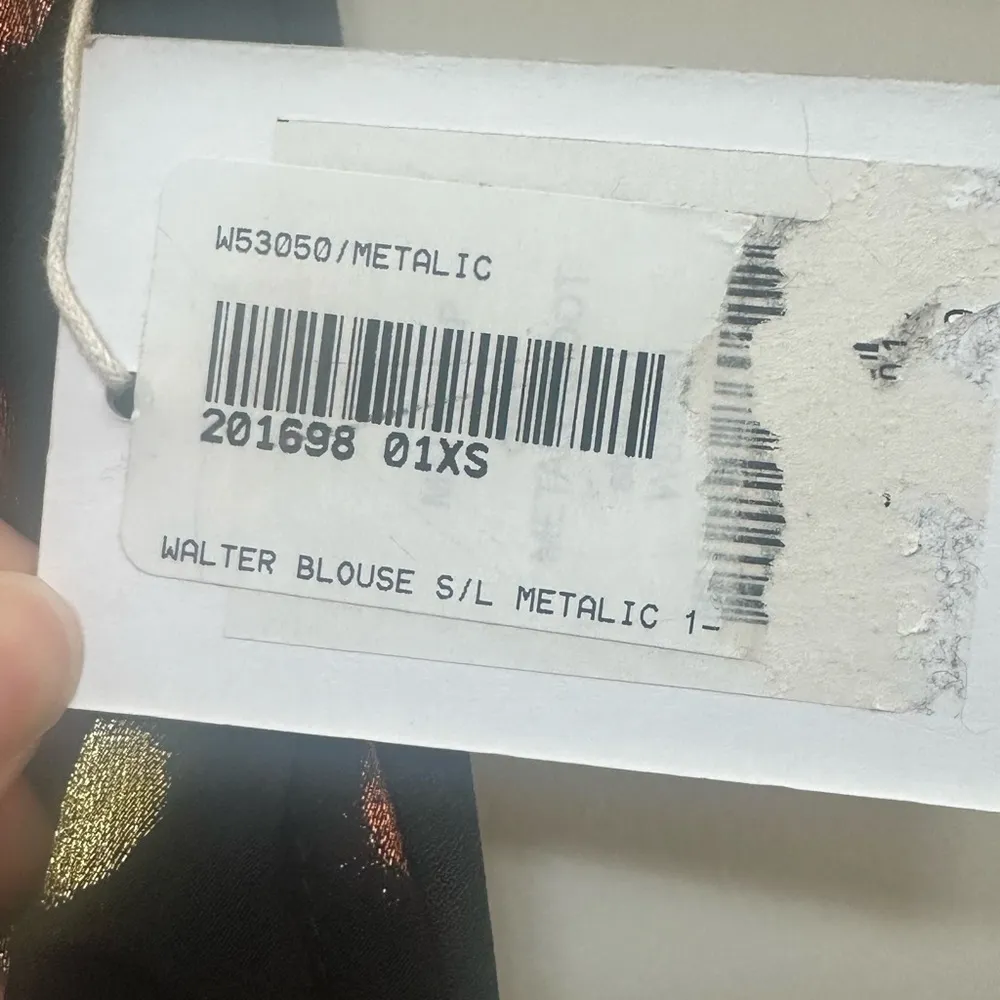 W53050/METALIC
201698 01XS
WALTER BLOUSE S/L METALIC 1-